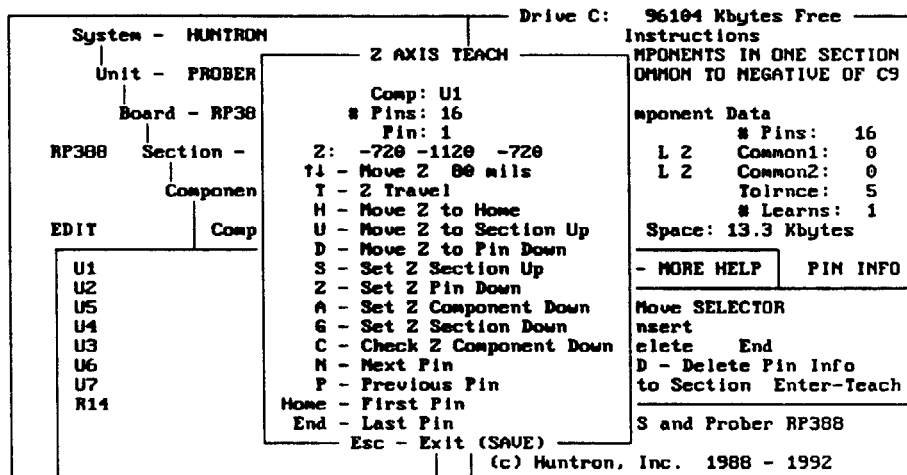 Drive C: 96104 Kbytes Free
System - HUNTRON Instructions
Z AXIS TEACH MPONENTS IN ONE SECTION
Unit - PROBER OMMON TO NEGATIVE OF C9
Comp: U1
Board - RP38 # Pins: 16 mponent Data
Pin: 1 # Pins: 16
RP388 Section - Z: -720 -1120 -720 L 2 Common1: 0
↑↓ - Move Z 80 mils L 2 Common2: 0
Componen T - Z Travel Tolrnce: 5
H - Move Z to Home # Learns: 1
EDIT Comp U - Move Z to Section Up Space: 13.3 Kbytes
D - Move Z to Pin Down
U1 S - Set Z Section Up - MORE HELP PIN INFO
U2 Z - Set Z Pin Down
U5 A - Set Z Component Down Move SELECTOR
U4 G - Set Z Section Down nsert
U3 C - Check Z Component Down elete End
U6 N - Next Pin D - Delete Pin Info
U7 P - Previous Pin to Section Enter-Teach
R14 Home - First Pin
End - Last Pin S and Prober RP388
Esc - Exit (SAVE)
(c) Huntron, Inc. 1988 - 1992